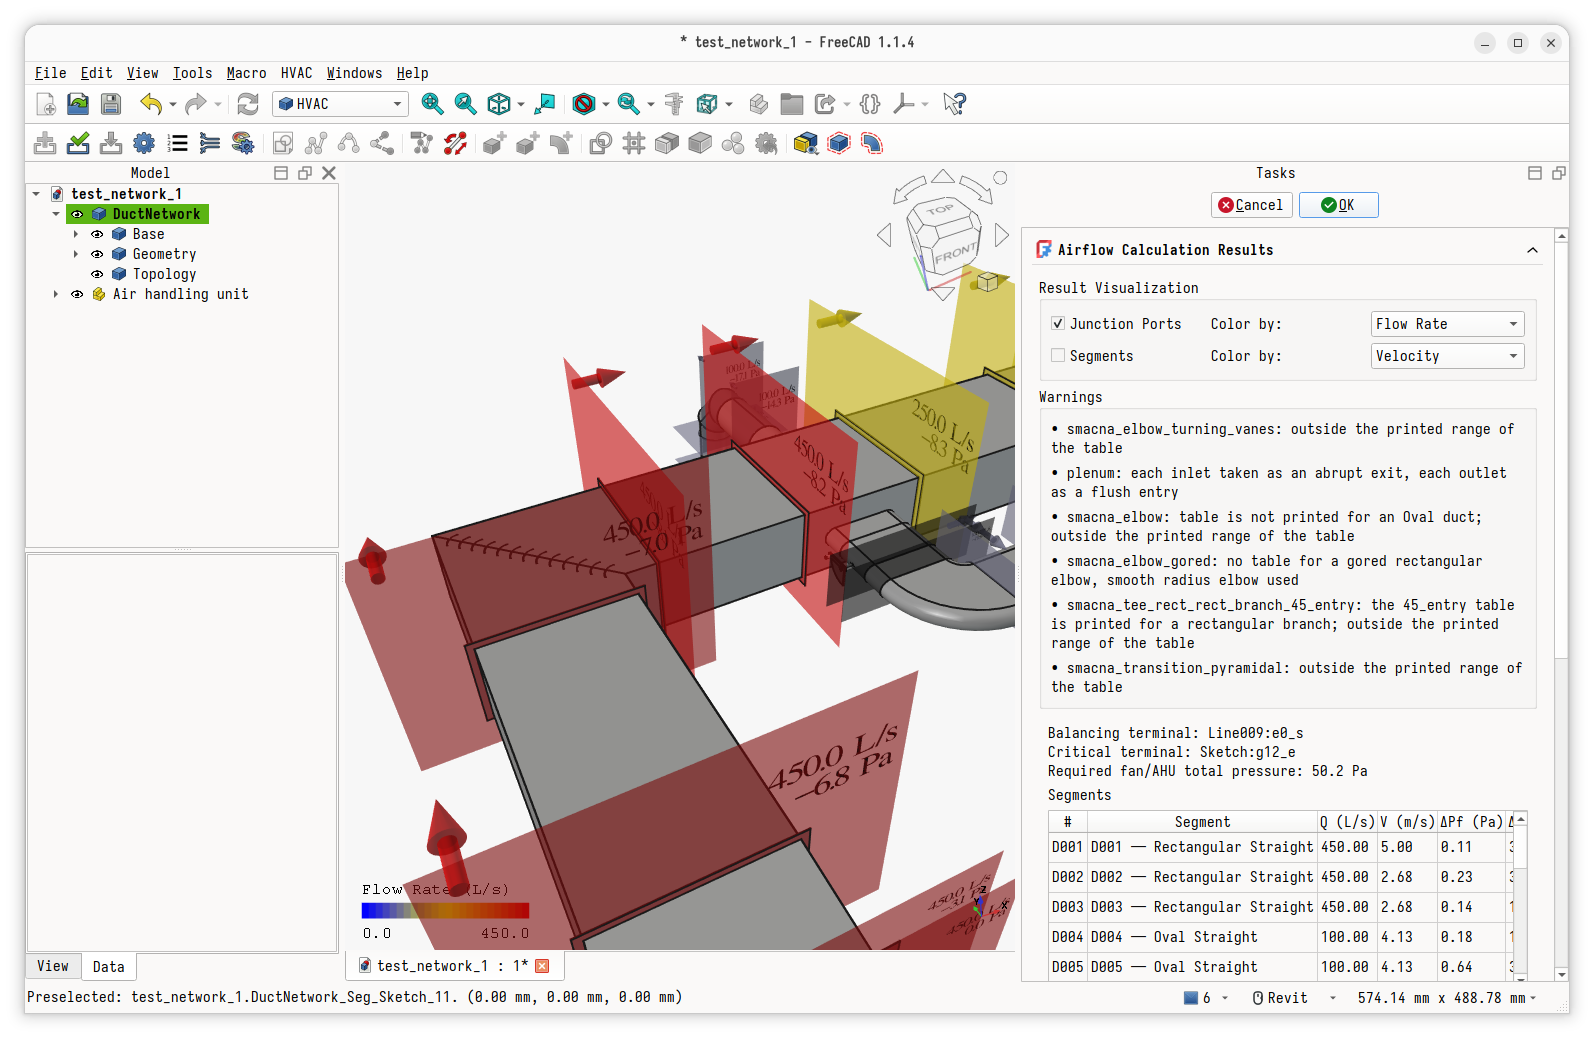 * test_network_1 - FreeCAD 1.1.4
File Edit View Tools Macro HVAC Windows Help
HVAC
Model
test_network_1
DuctNetwork
Base
Geometry
Topology
Air handling unit
View Data
TOP
FRONT
100.0 L/s
250.0 L/s
-8.3 Pa
450.0 L/s
-8.2 Pa
450.0 L/s
-7.0 Pa
450.0 L/s
-6.8 Pa
450.0 L/s
Flow Rate (L/s)
0.0 450.0
Z
Y
X
test_network_1 : 1*
Tasks
Cancel OK
Airflow Calculation Results
Result Visualization
Junction Ports Color by: Flow Rate
Segments Color by: Velocity
Warnings
• smacna_elbow_turning_vanes: outside the printed range of
the table
• plenum: each inlet taken as an abrupt exit, each outlet
as a flush entry
• smacna_elbow: table is not printed for an Oval duct;
outside the printed range of the table
• smacna_elbow_gored: no table for a gored rectangular
elbow, smooth radius elbow used
• smacna_tee_rect_rect_branch_45_entry: the 45_entry table
is printed for a rectangular branch; outside the printed
range of the table
• smacna_transition_pyramidal: outside the printed range of
the table
Balancing terminal: Line009:e0_s
Critical terminal: Sketch:g12_e
Required fan/AHU total pressure: 50.2 Pa
Segments
# Segment Q (L/s) V (m/s) ΔPf (Pa)
D001 D001 — Rectangular Straight 450.00 5.00 0.11
D002 D002 — Rectangular Straight 450.00 2.68 0.23
D003 D003 — Rectangular Straight 450.00 2.68 0.14
D004 D004 — Oval Straight 100.00 4.13 0.18
D005 D005 — Oval Straight 100.00 4.13 0.64
Preselected: test_network_1.DuctNetwork_Seg_Sketch_11. (0.00 mm, 0.00 mm, 0.00 mm)
6 Revit 574.14 mm x 488.78 mm